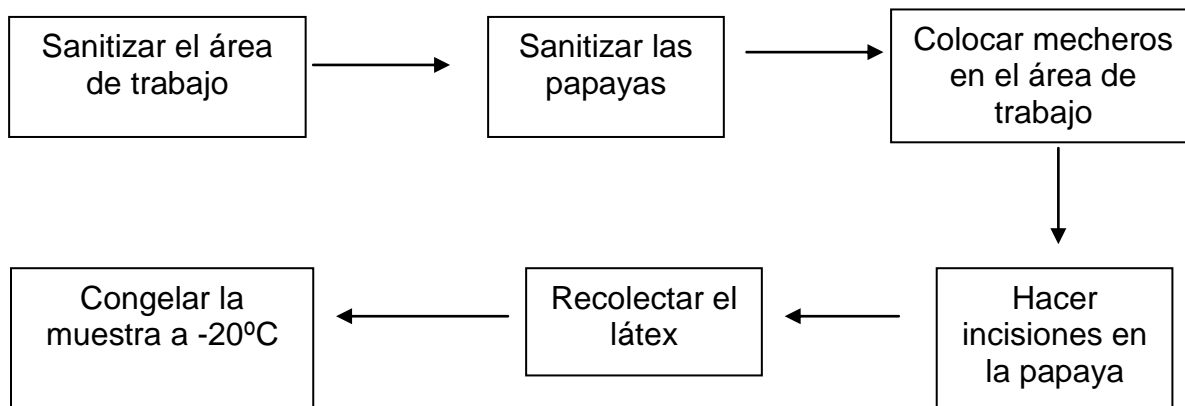 Sanitizar el área
de trabajo
Sanitizar las
papayas
Colocar mecheros
en el área de
trabajo
Hacer
incisiones en
la papaya
Recolectar el
látex
Congelar la
muestra a -20ºC